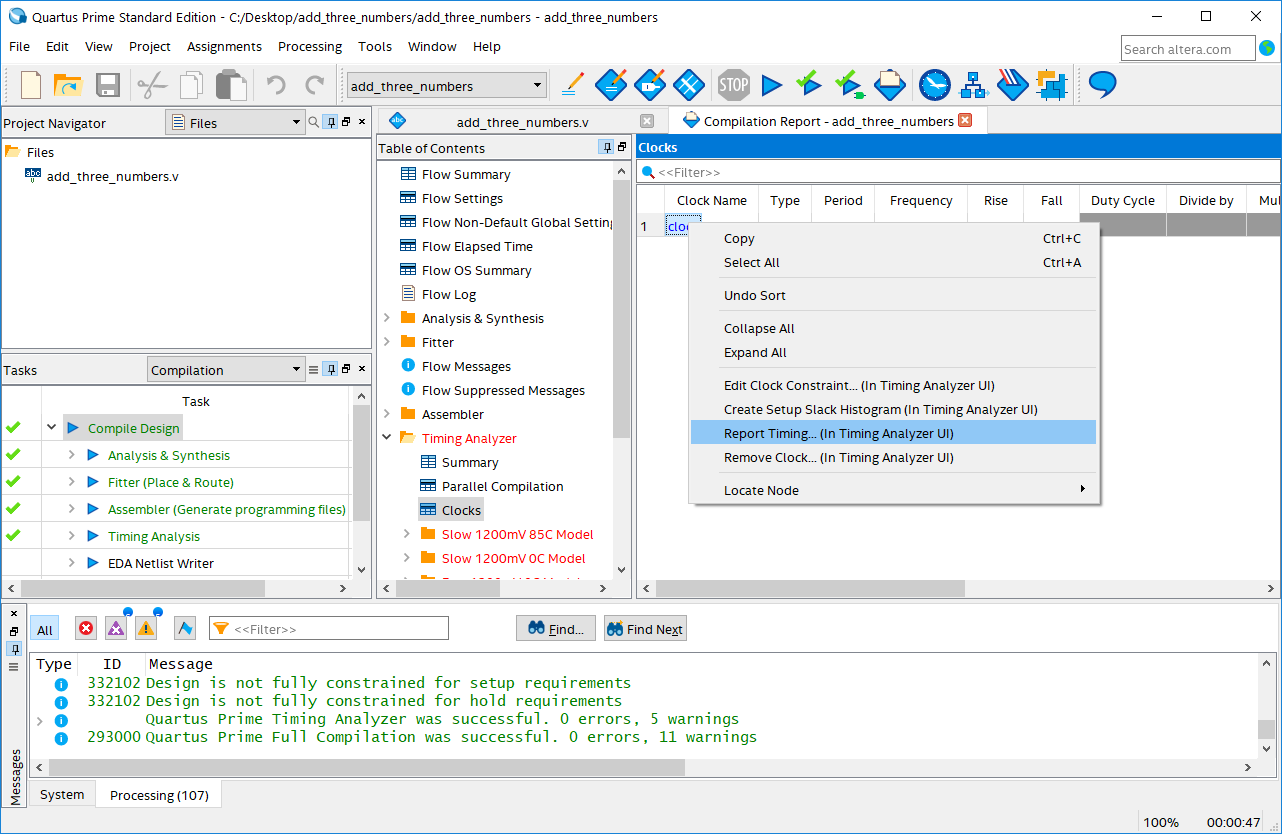 Quartus Prime Standard Edition - C:/Desktop/add_three_numbers/add_three_numbers - add_three_numbers
File Edit View Project Assignments Processing Tools Window Help
Search altera.com
add_three_numbers
STOP
Project Navigator
Files
Files
abc
add_three_numbers.v
Tasks
Compilation
Task
Compile Design
Analysis & Synthesis
Fitter (Place & Route)
Assembler (Generate programming files)
Timing Analysis
EDA Netlist Writer
abc
add_three_numbers.v
Compilation Report - add_three_numbers
Table of Contents
Flow Summary
Flow Settings
Flow Non-Default Global Settin
Flow Elapsed Time
Flow OS Summary
Flow Log
Analysis & Synthesis
Fitter
Flow Messages
Flow Suppressed Messages
Assembler
Timing Analyzer
Summary
Parallel Compilation
Clocks
Slow 1200mV 85C Model
Slow 1200mV 0C Model
Clocks
<<Filter>>
Clock Name Type Period Frequency Rise Fall Duty Cycle Divide by Mul
1 clo
Copy Ctrl+C
Select All Ctrl+A
Undo Sort
Collapse All
Expand All
Edit Clock Constraint... (In Timing Analyzer UI)
Create Setup Slack Histogram (In Timing Analyzer UI)
Report Timing... (In Timing Analyzer UI)
Remove Clock... (In Timing Analyzer UI)
Locate Node
All
<<Filter>>
Find...
Find Next
Type ID Message
332102 Design is not fully constrained for setup requirements
332102 Design is not fully constrained for hold requirements
Quartus Prime Timing Analyzer was successful. 0 errors, 5 warnings
293000 Quartus Prime Full Compilation was successful. 0 errors, 11 warnings
Messages
System Processing (107)
100% 00:00:47